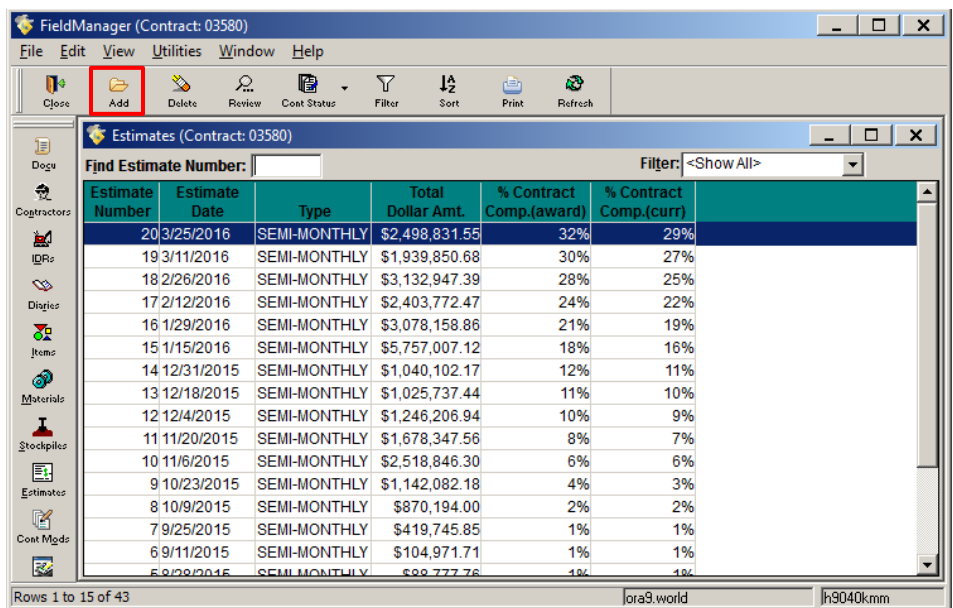 FieldManager (Contract: 03580)
File Edit View Utilities Window Help
Close Add Delete Review Cont Status Filter Sort Print Refresh
Estimates (Contract: 03580)
Find Estimate Number: Filter: <Show All>
Estimate Number Estimate Date Type Total Dollar Amt. % Contract Comp.(award) % Contract Comp.(curr)
20 3/25/2016 SEMI-MONTHLY $2,498,831.55 32% 29%
19 3/11/2016 SEMI-MONTHLY $1,939,850.68 30% 27%
18 2/26/2016 SEMI-MONTHLY $3,132,947.39 28% 25%
17 2/12/2016 SEMI-MONTHLY $2,403,772.47 24% 22%
16 1/29/2016 SEMI-MONTHLY $3,078,158.86 21% 19%
15 1/15/2016 SEMI-MONTHLY $5,757,007.12 18% 16%
14 12/31/2015 SEMI-MONTHLY $1,040,102.17 12% 11%
13 12/18/2015 SEMI-MONTHLY $1,025,737.44 11% 10%
12 12/4/2015 SEMI-MONTHLY $1,246,206.94 10% 9%
11 11/20/2015 SEMI-MONTHLY $1,678,347.56 8% 7%
10 11/6/2015 SEMI-MONTHLY $2,518,846.30 6% 6%
9 10/23/2015 SEMI-MONTHLY $1,142,082.18 4% 3%
8 10/9/2015 SEMI-MONTHLY $870,194.00 2% 2%
7 9/25/2015 SEMI-MONTHLY $419,745.85 1% 1%
6 9/11/2015 SEMI-MONTHLY $104,971.71 1% 1%
5 8/28/2015 SEMI-MONTHLY $88,777.76 1% 1%
Docu
Contractors
IDRs
Diaries
Items
Materials
Stockpiles
Estimates
Cont Mods
Rows 1 to 15 of 43 ora9.world h9040kmm